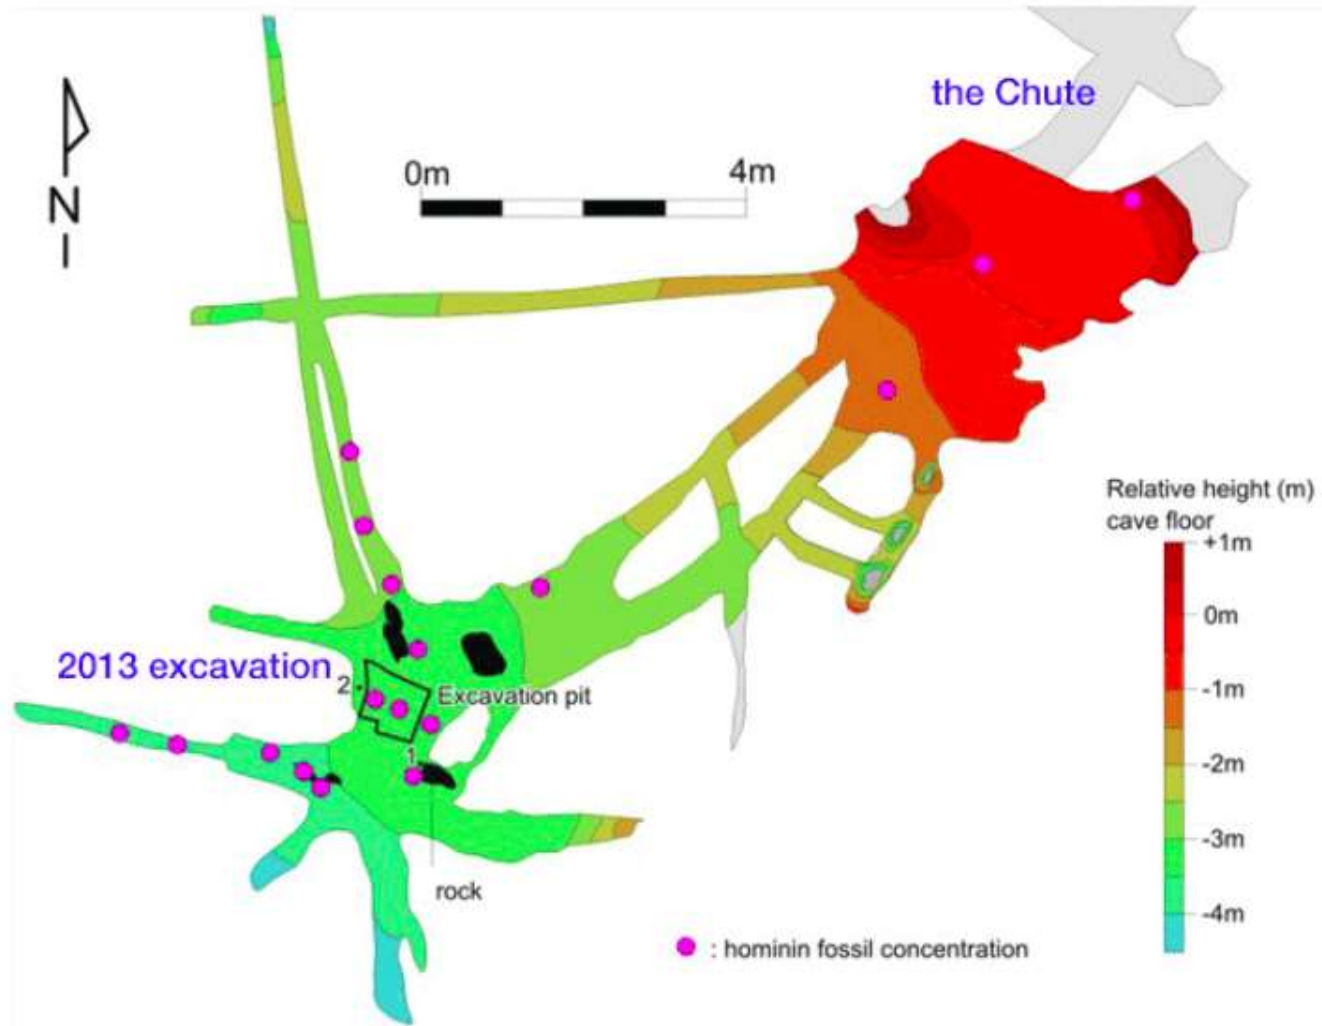 the Chute
0m
4m
N
Relative height (m)
cave floor
+1m
0m
-1m
-2m
-3m
-4m
2013 excavation
2
Excavation pit
1
rock
: hominin fossil concentration